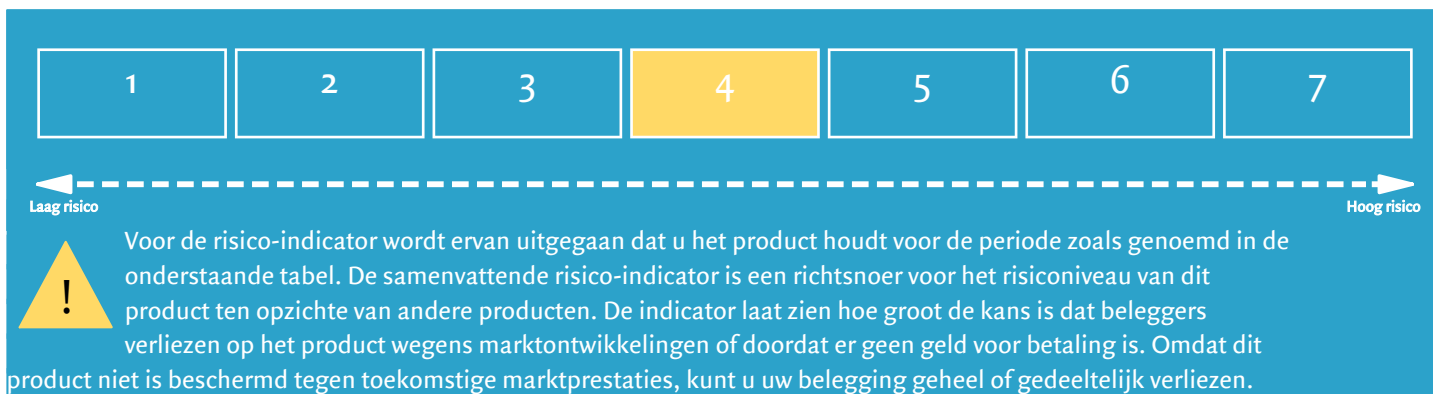 1 2 3 4 5 6 7
Laag risico Hoog risico
Voor de risico-indicator wordt ervan uitgegaan dat u het product houdt voor de periode zoals genoemd in de
onderstaande tabel. De samenvattende risico-indicator is een richtsnoer voor het risiconiveau van dit
! product ten opzichte van andere producten. De indicator laat zien hoe groot de kans is dat beleggers
verliezen op het product wegens marktontwikkelingen of doordat er geen geld voor betaling is. Omdat dit
product niet is beschermd tegen toekomstige marktprestaties, kunt u uw belegging geheel of gedeeltelijk verliezen.